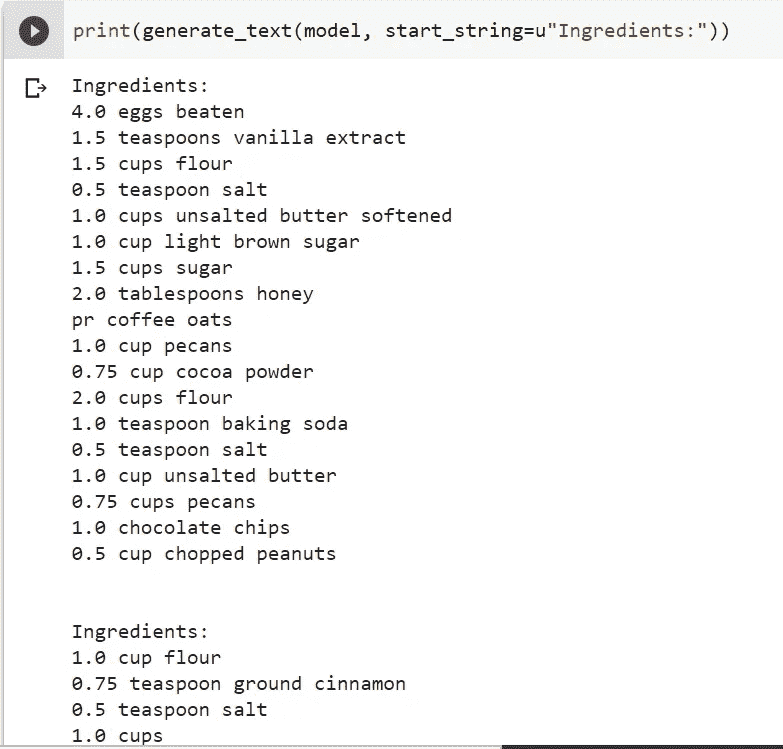 print(generate_text(model, start_string=u"Ingredients:"))
Ingredients:
4.0 eggs beaten
1.5 teaspoons vanilla extract
1.5 cups flour
0.5 teaspoon salt
1.0 cups unsalted butter softened
1.0 cup light brown sugar
1.5 cups sugar
2.0 tablespoons honey
pr coffee oats
1.0 cup pecans
0.75 cup cocoa powder
2.0 cups flour
1.0 teaspoon baking soda
0.5 teaspoon salt
1.0 cup unsalted butter
0.75 cups pecans
1.0 chocolate chips
0.5 cup chopped peanuts
Ingredients:
1.0 cup flour
0.75 teaspoon ground cinnamon
0.5 teaspoon salt
1.0 cups